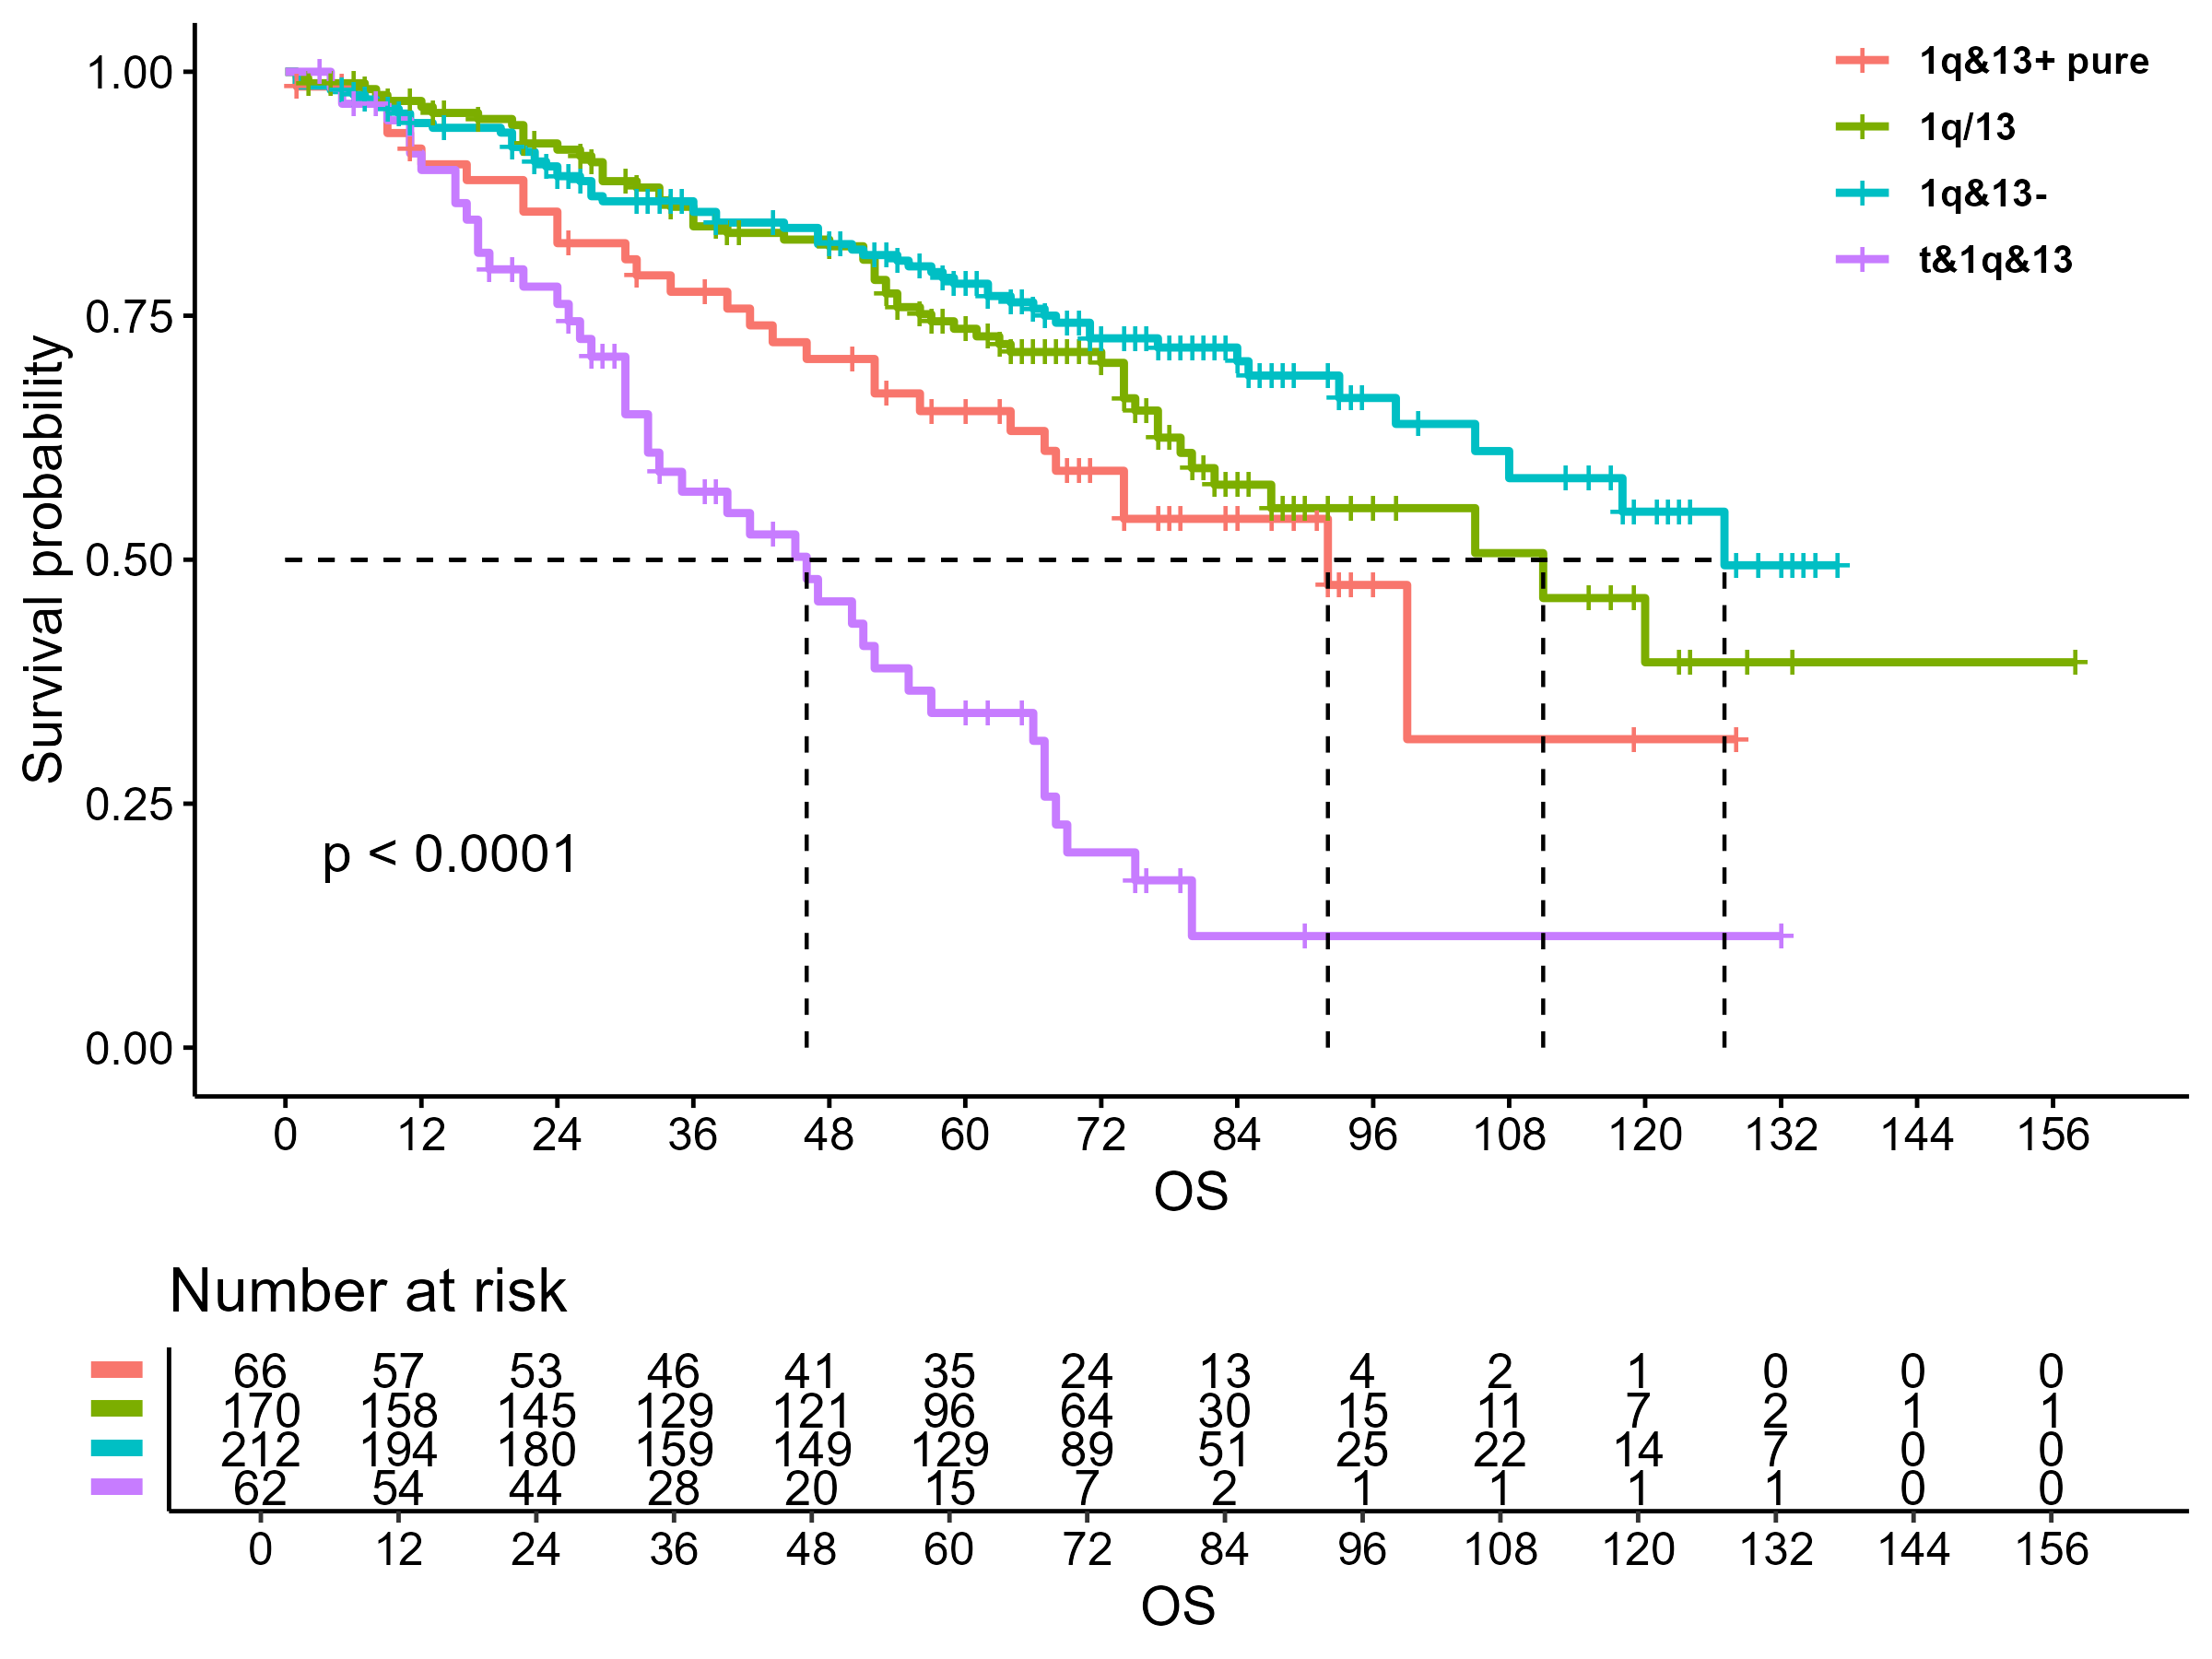 1q&13+ pure
1q/13
1q&13-
t&1q&13
Survival probability
1.00
0.75
0.50
0.25
0.00
p < 0.0001
0 12 24 36 48 60 72 84 96 108 120 132 144 156
OS
Number at risk
66 57 53 46 41 35 24 13 4 2 1 0 0 0
170 158 145 129 121 96 64 30 15 11 7 2 1 1
212 194 180 159 149 129 89 51 25 22 14 7 0 0
62 54 44 28 20 15 7 2 1 1 1 1 0 0
0 12 24 36 48 60 72 84 96 108 120 132 144 156
OS